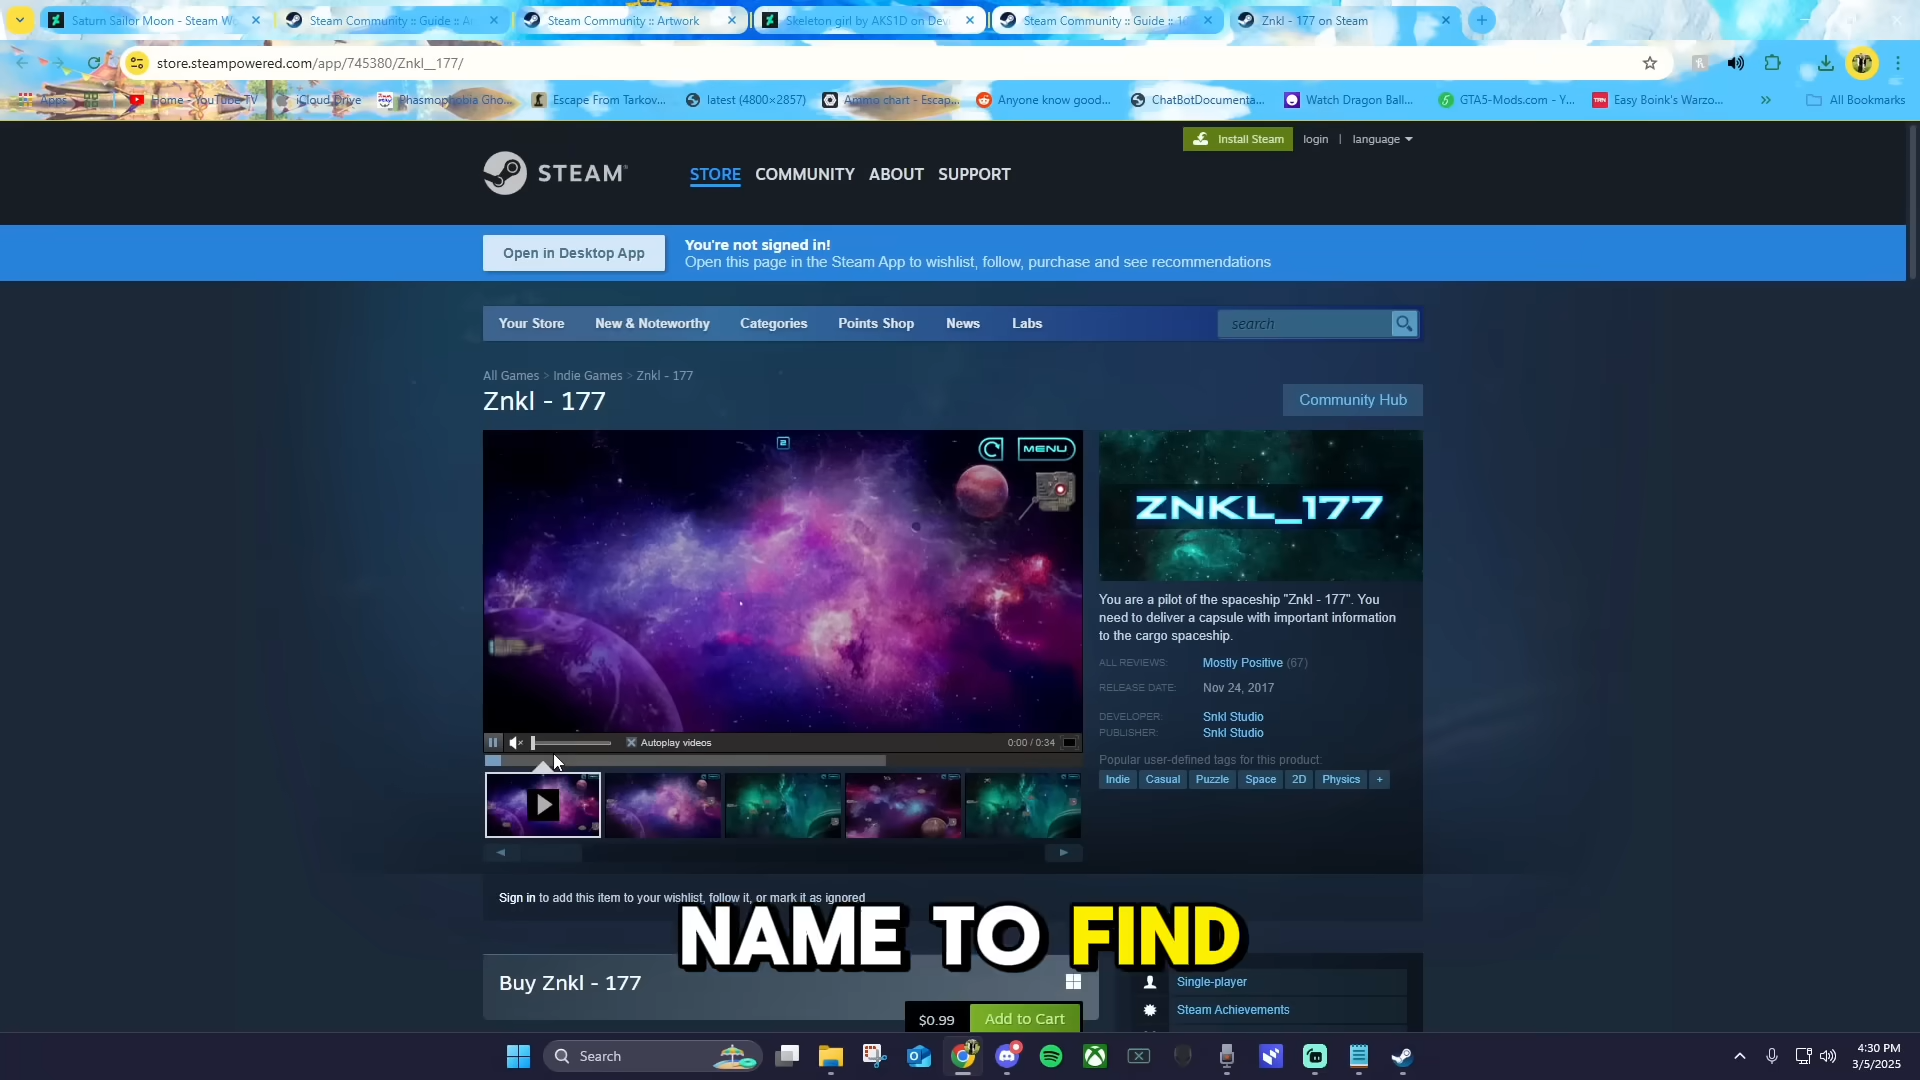 Saturn Sailor Moon - Steam Wo
Steam Community :: Guide :: Ar
Steam Community :: Artwork
Skeleton girl by AKS1D on Devi
Steam Community :: Guide :: 10
Znkl - 177 on Steam
store.steampowered.com/app/745380/Znkl__177/
Apps
Home - YouTube TV
iCloud Drive
Phasmophobia Gho...
Escape From Tarkov...
latest (4800×2857)
Ammo chart - Escap...
Anyone know good...
ChatBotDocumenta...
Watch Dragon Ball...
GTA5-Mods.com - Y...
Easy Boink's Warzo...
All Bookmarks
Install Steam
login
language
STEAM
STORE
COMMUNITY
ABOUT
SUPPORT
Open in Desktop App
You're not signed in!
Open this page in the Steam App to wishlist, follow, purchase and see recommendations
Your Store
New & Noteworthy
Categories
Points Shop
News
Labs
search
All Games > Indie Games > Znkl - 177
Znkl - 177
Community Hub
MENU
ZNKL_177
You are a pilot of the spaceship "Znkl - 177". You
need to deliver a capsule with important information
to the cargo spaceship.
ALL REVIEWS: Mostly Positive (67)
RELEASE DATE: Nov 24, 2017
DEVELOPER: Snkl Studio
PUBLISHER: Snkl Studio
Popular user-defined tags for this product:
Indie Casual Puzzle Space 2D Physics +
Autoplay videos
0:00 / 0:34
Sign in to add this item to your wishlist, follow it, or mark it as ignored
NAME TO FIND
Buy Znkl - 177
$0.99
Add to Cart
Single-player
Steam Achievements
Search
4:30 PM
3/5/2025